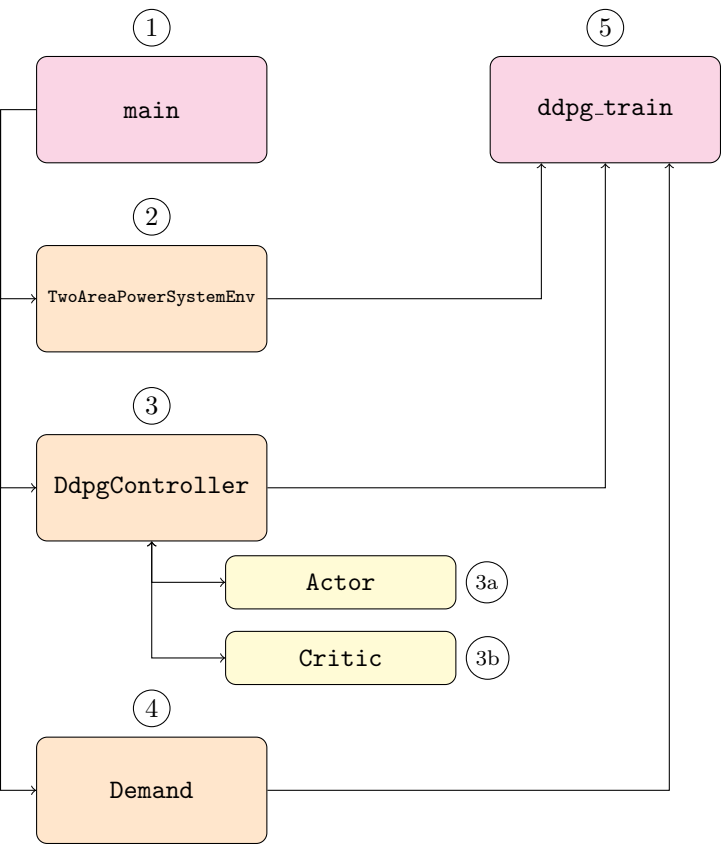 1
main
5
ddpg_train
2
TwoAreaPowerSystemEnv
3
DdpgController
Actor
3a
Critic
3b
4
Demand